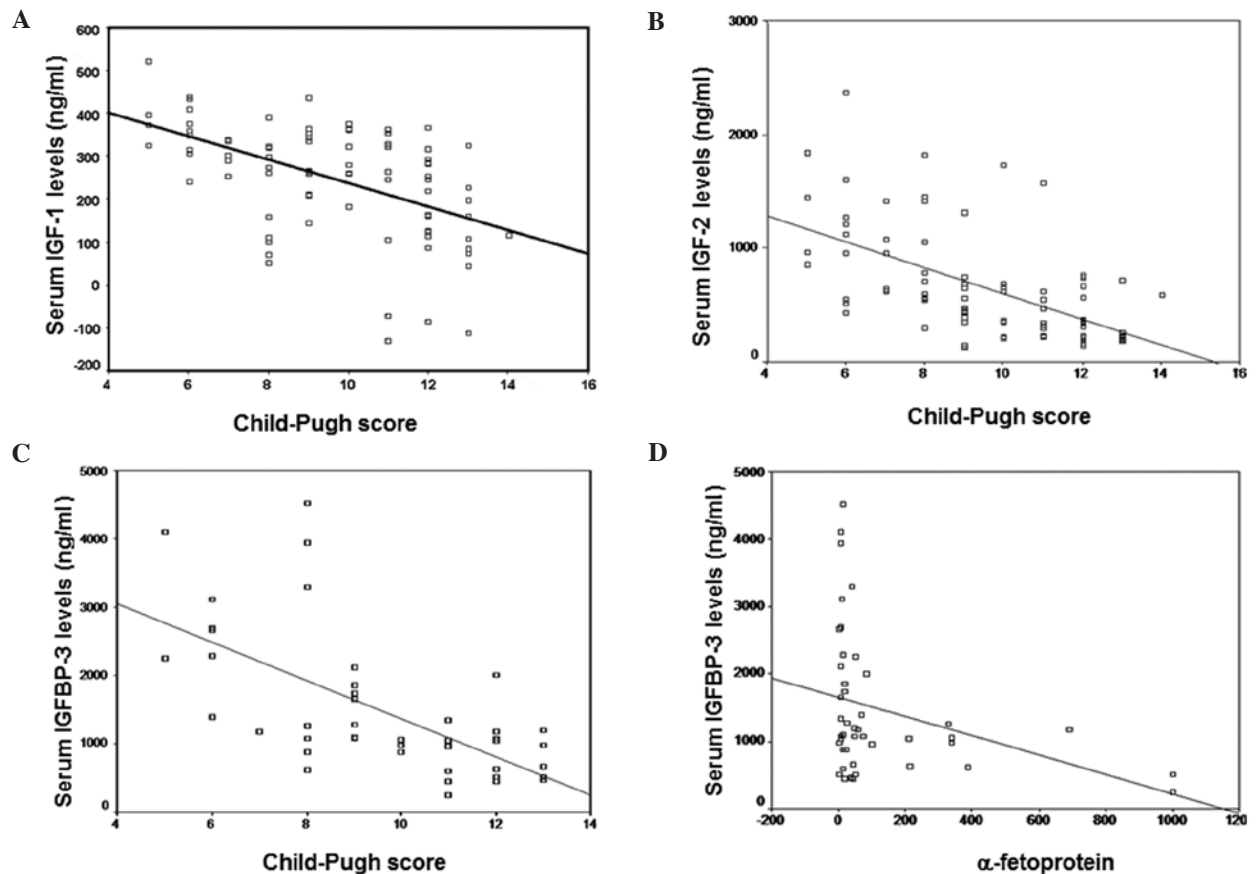 A
600
500
400
300
200
100
0
-100
-200
4 6 8 10 12 14 16
Serum IGF-1 levels (ng/ml)
Child-Pugh score
B
3000
2000
1000
0
4 6 8 10 12 14 16
Serum IGF-2 levels (ng/ml)
Child-Pugh score
C
5000
4000
3000
2000
1000
0
4 6 8 10 12 14
Serum IGFBP-3 levels (ng/ml)
Child-Pugh score
D
5000
4000
3000
2000
1000
0
-200 0 200 400 600 800 1000 120
Serum IGFBP-3 levels (ng/ml)
α-fetoprotein